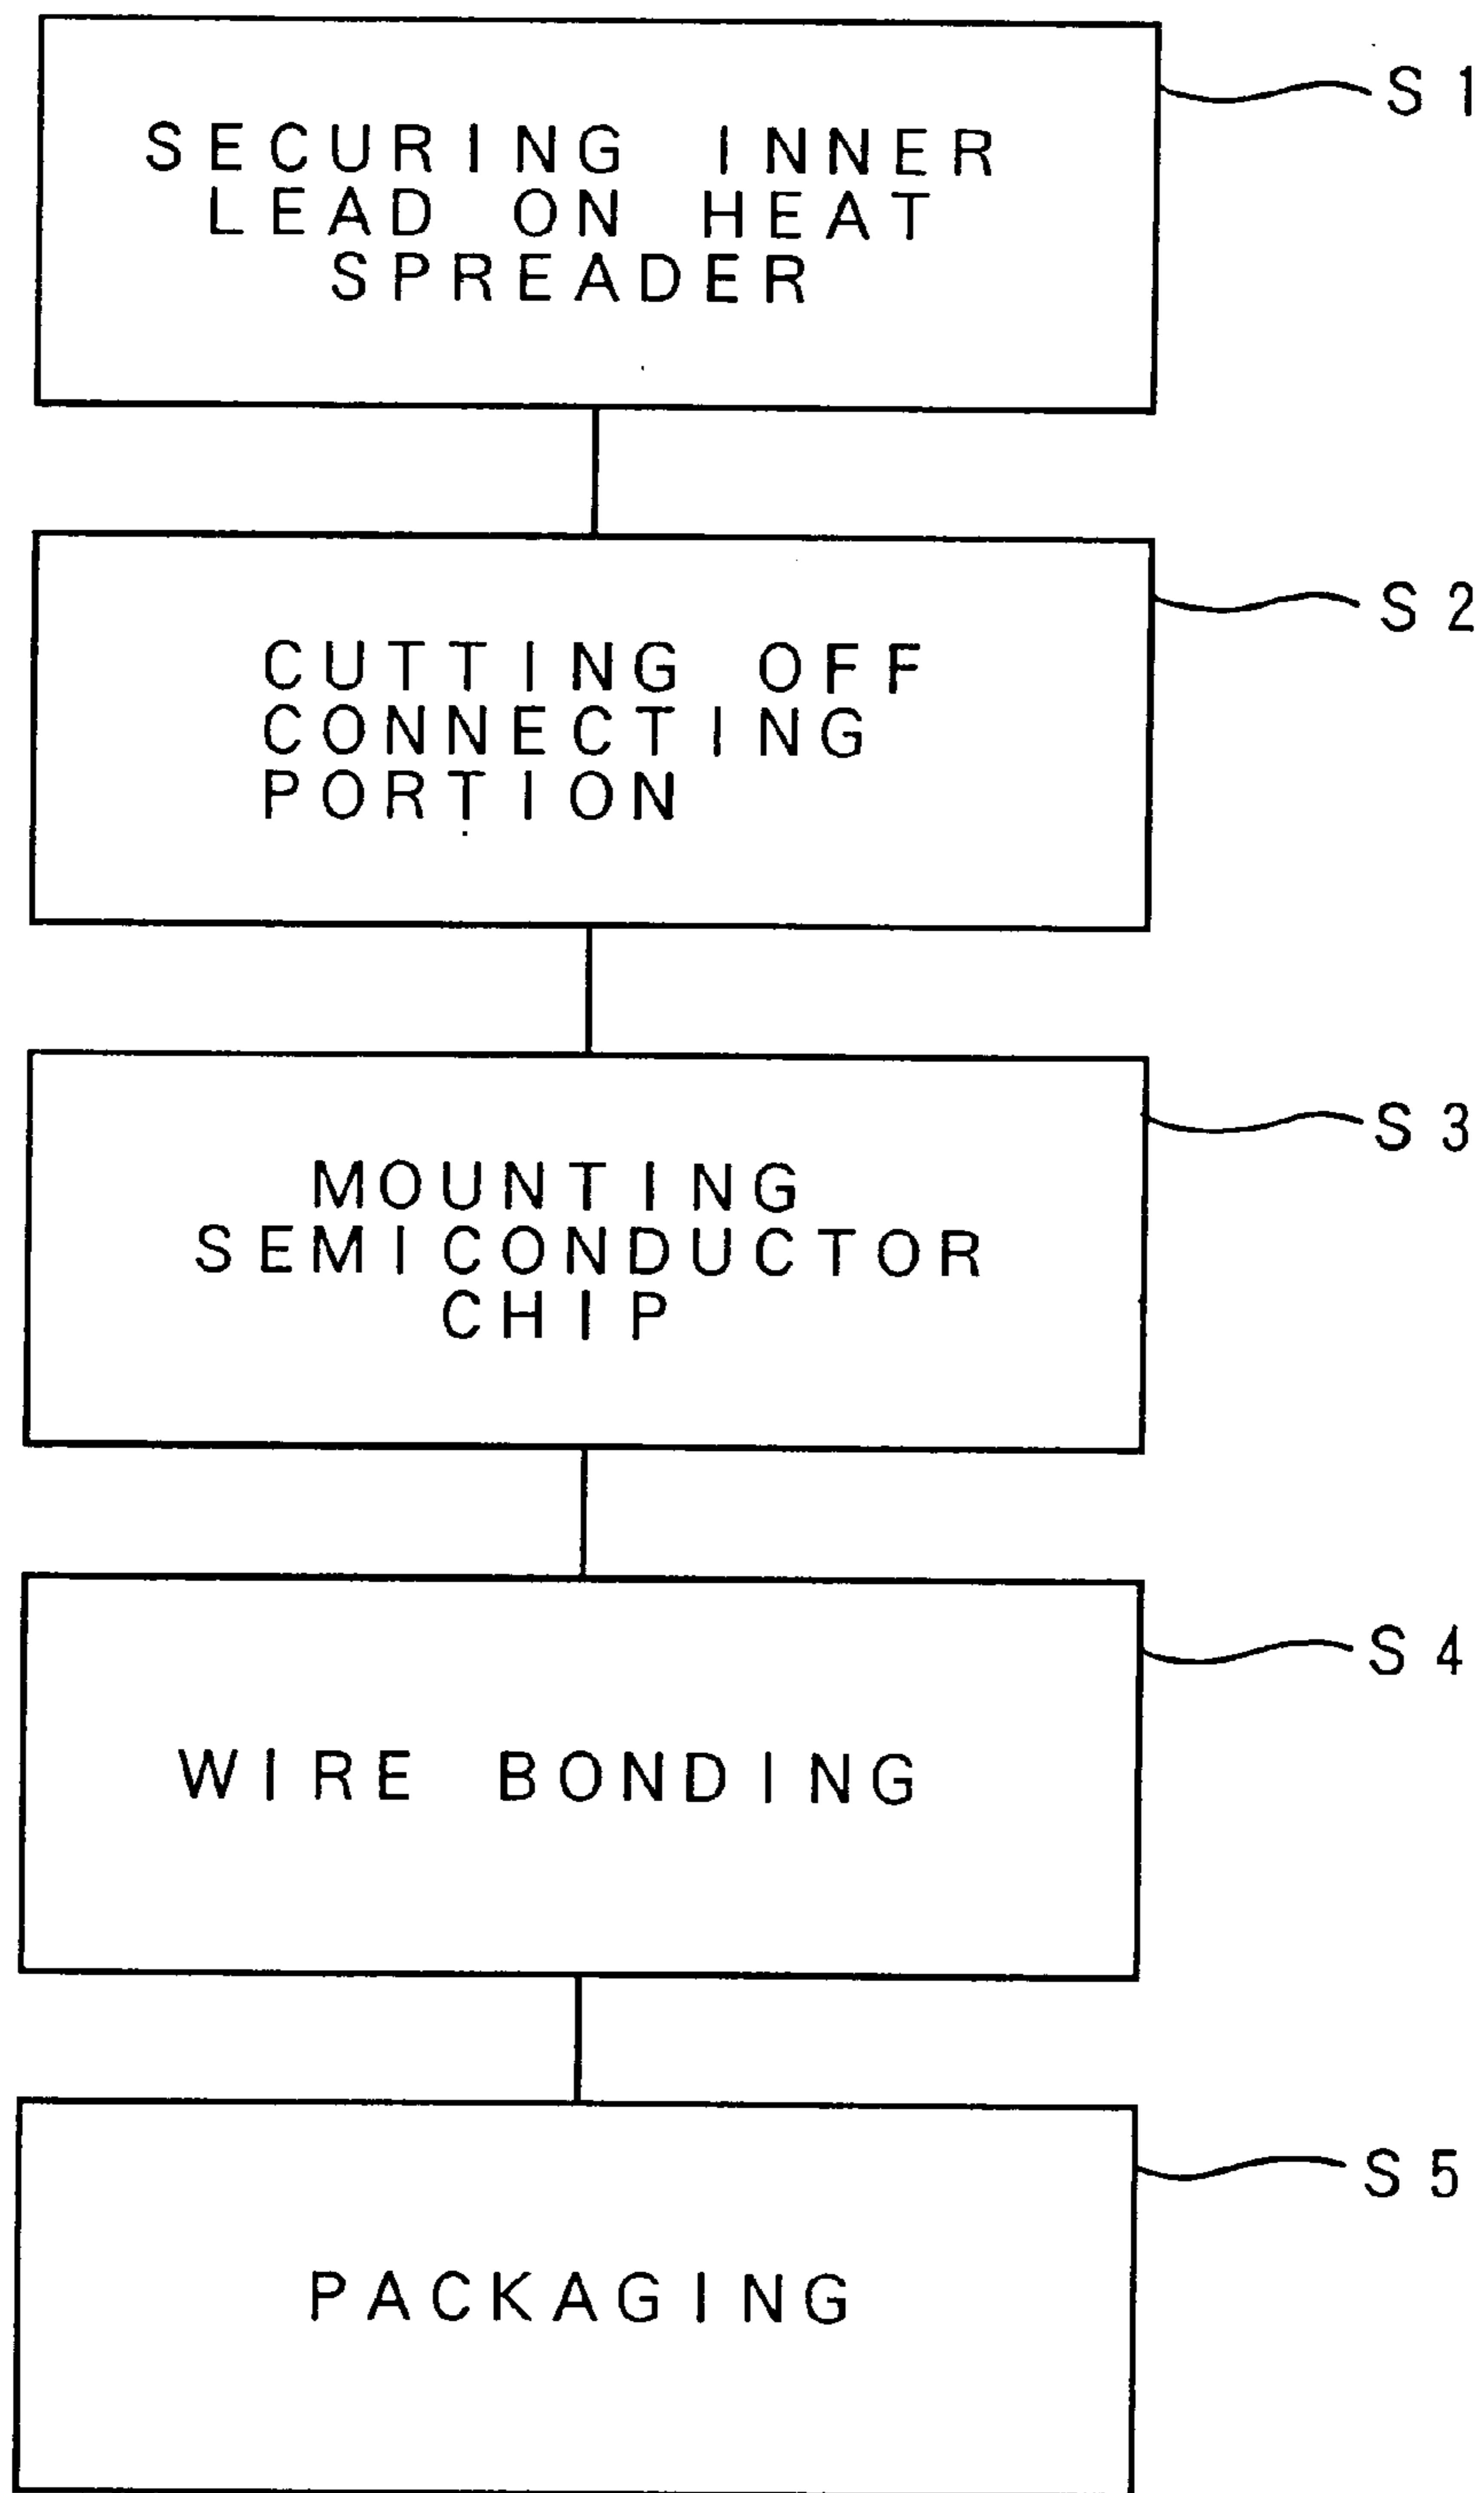 S1
SECURING INNER
LEAD ON HEAT
SPREADER
S2
CUTTING OFF
CONNECTING
PORTION
S3
MOUNTING
SEMICONDUCTOR
CHIP
S4
WIRE BONDING
S5
PACKAGING